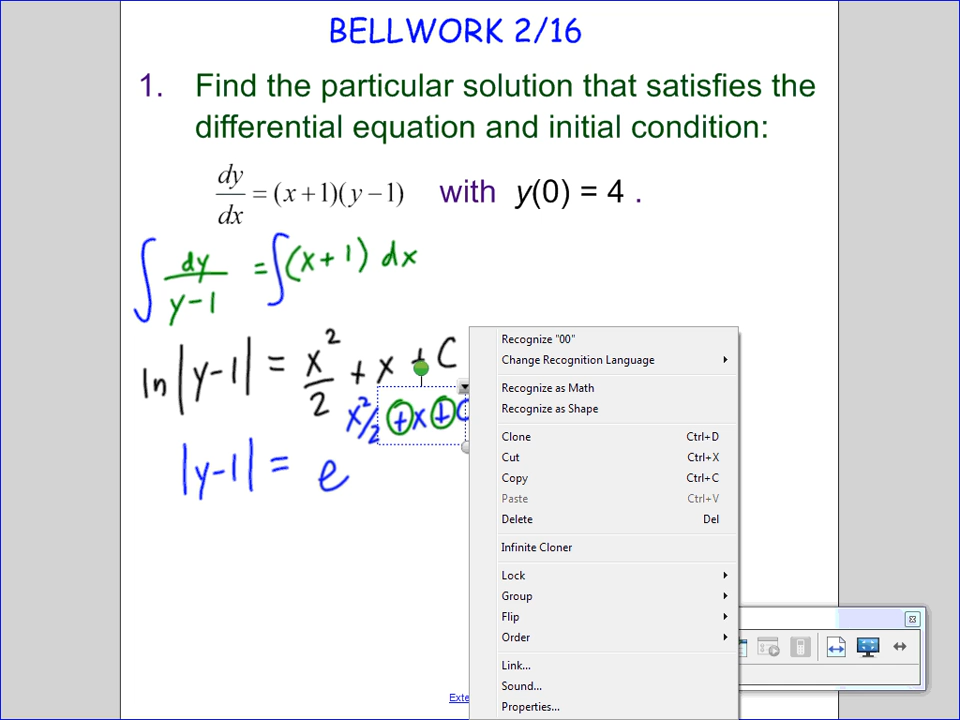 BELLWORK 2/16
1. Find the particular solution that satisfies the
differential equation and initial condition:
dy/dx = (x+1)(y−1) with y(0) = 4 .
∫ dy/(y−1) = ∫(x+1) dx
ln|y−1| = x²/2 + x + C
|y−1| = e^(x²/2 + x + C)
Recognize "00"
Change Recognition Language
Recognize as Math
Recognize as Shape
Clone Ctrl+D
Cut Ctrl+X
Copy Ctrl+C
Paste Ctrl+V
Delete Del
Infinite Cloner
Lock
Group
Flip
Order
Link...
Sound...
Properties...
Exte